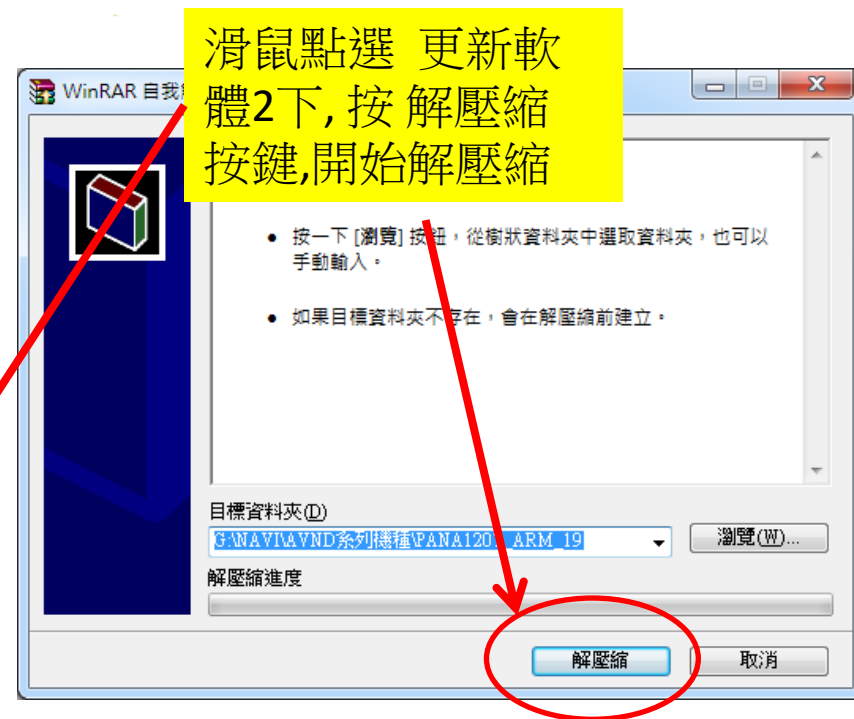 滑鼠點選 更新軟
體2下, 按 解壓縮
按鍵,開始解壓縮
WinRAR 自我
• 按一下 [瀏覽] 按鈕，從樹狀資料夾中選取資料夾，也可以
手動輸入。
• 如果目標資料夾不存在，會在解壓縮前建立。
目標資料夾(D)
G:\NAVI\AVND系列機種\PANA120 ARM_19
瀏覽(W)...
解壓縮進度
解壓縮
取消